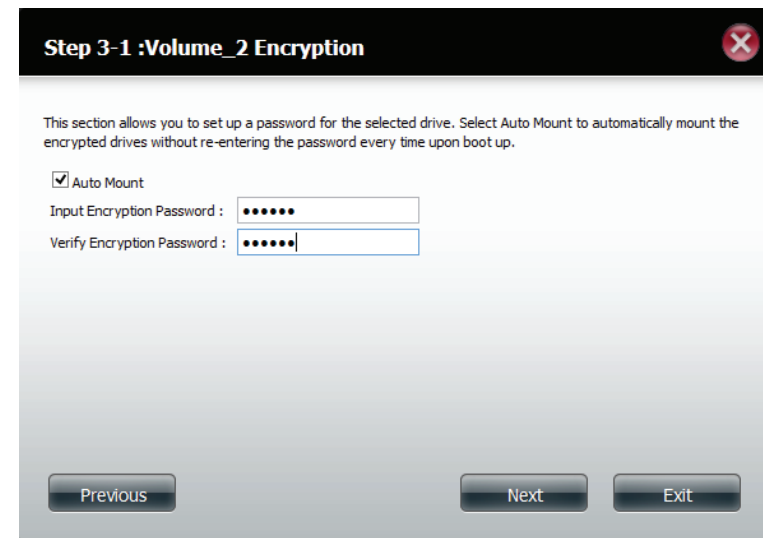 Step 3-1 :Volume_2 Encryption
This section allows you to set up a password for the selected drive. Select Auto Mount to automatically mount the
encrypted drives without re-entering the password every time upon boot up.
Auto Mount
Input Encryption Password : ●●●●●●
Verify Encryption Password : ●●●●●●
Previous Next Exit